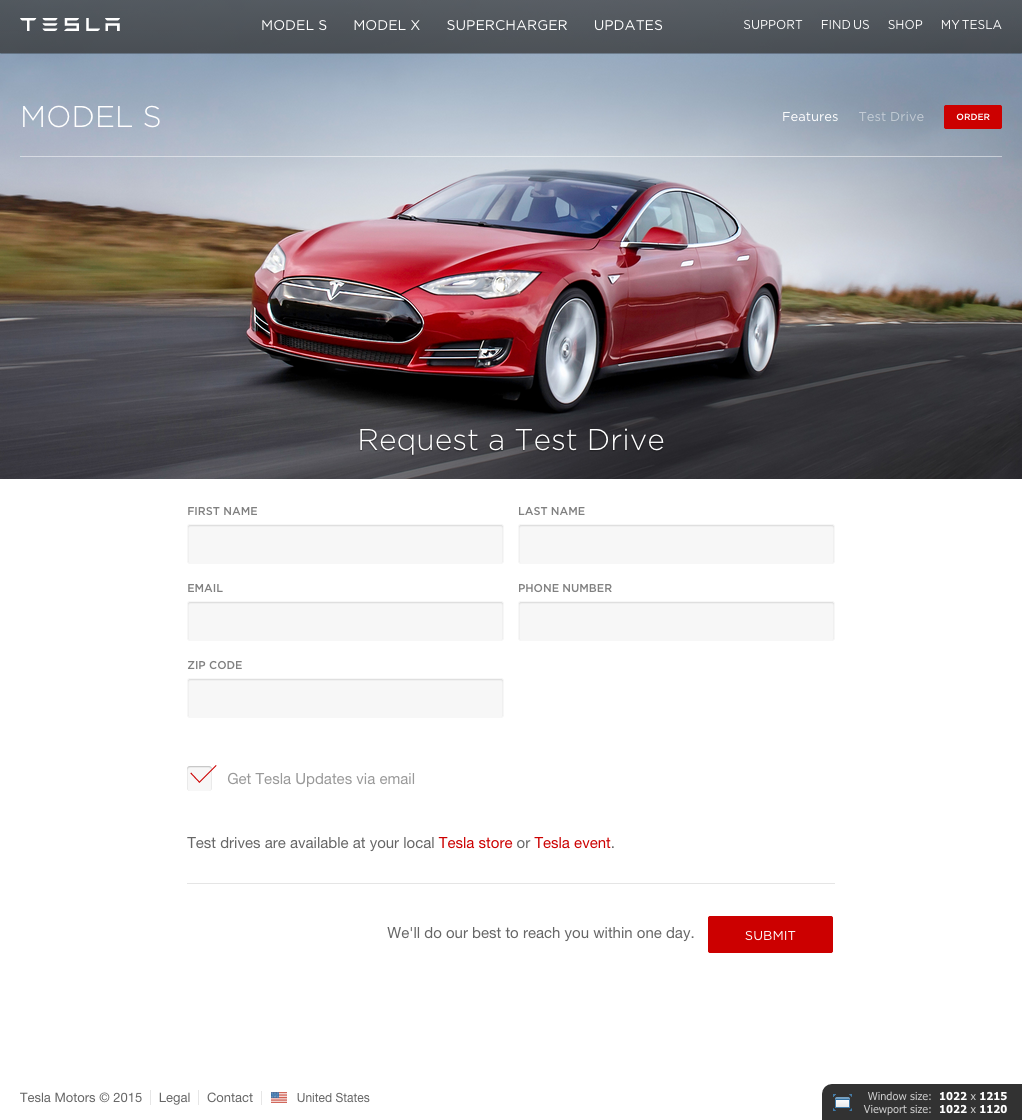 TESLA MODEL S MODEL X SUPERCHARGER UPDATES SUPPORT FIND US SHOP MY TESLA
MODEL S Features Test Drive ORDER
Request a Test Drive
FIRST NAME LAST NAME
EMAIL PHONE NUMBER
ZIP CODE
Get Tesla Updates via email
Test drives are available at your local Tesla store or Tesla event.
We'll do our best to reach you within one day. SUBMIT
Tesla Motors © 2015 Legal Contact United States
Window size: 1022 x 1215
Viewport size: 1022 x 1120